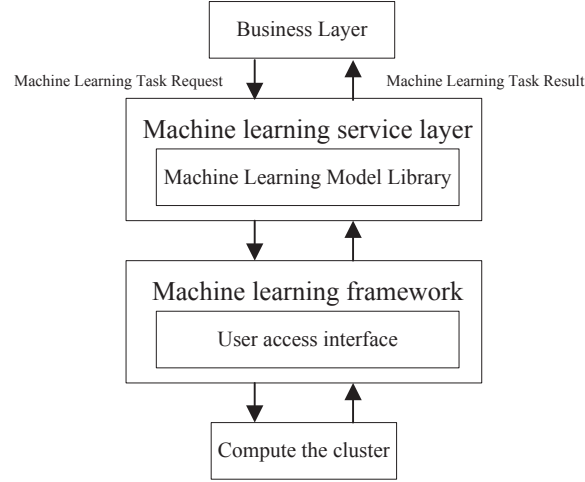 Business Layer
Machine Learning Task Request
Machine Learning Task Result
Machine learning service layer
Machine Learning Model Library
Machine learning framework
User access interface
Compute the cluster